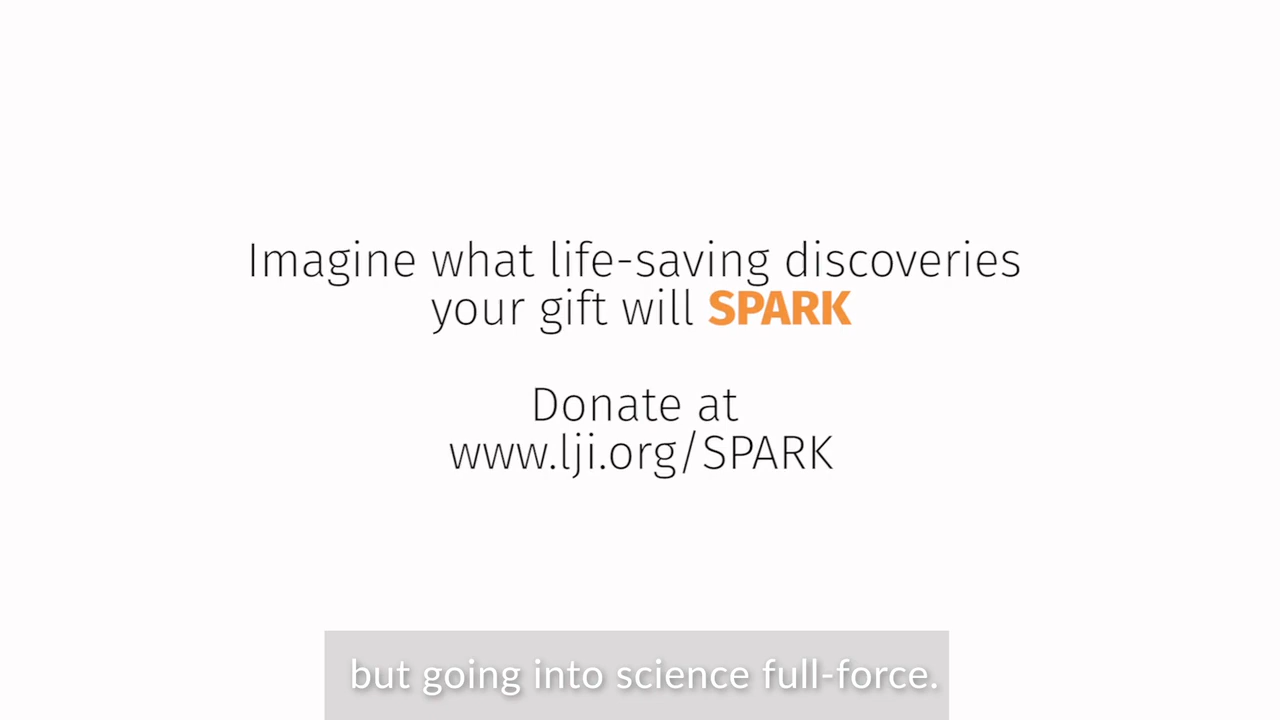 Imagine what life-saving discoveries
your gift will SPARK
Donate at
www.lji.org/SPARK
but going into science full-force.